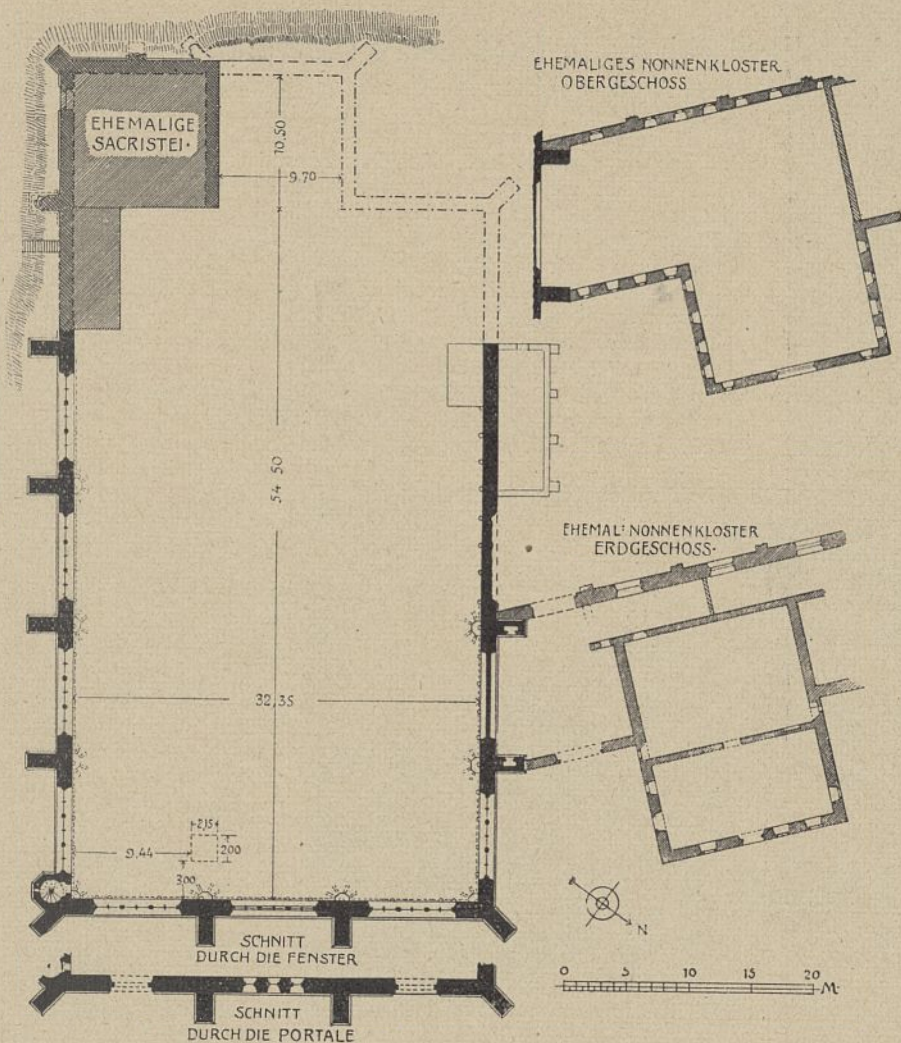 EHEMALIGE
SACRISTEI·
10,50
9.70
EHEMALIGES NONNENKLOSTER
OBERGESCHOSS
54 50
EHEMAL: NONNENKLOSTER
ERDGESCHOSS·
32,35
2,15
200
9,44
300
N
SCHNITT
DURCH DIE FENSTER
0 5 10 15 20
M·
SCHNITT
DURCH DIE PORTALE